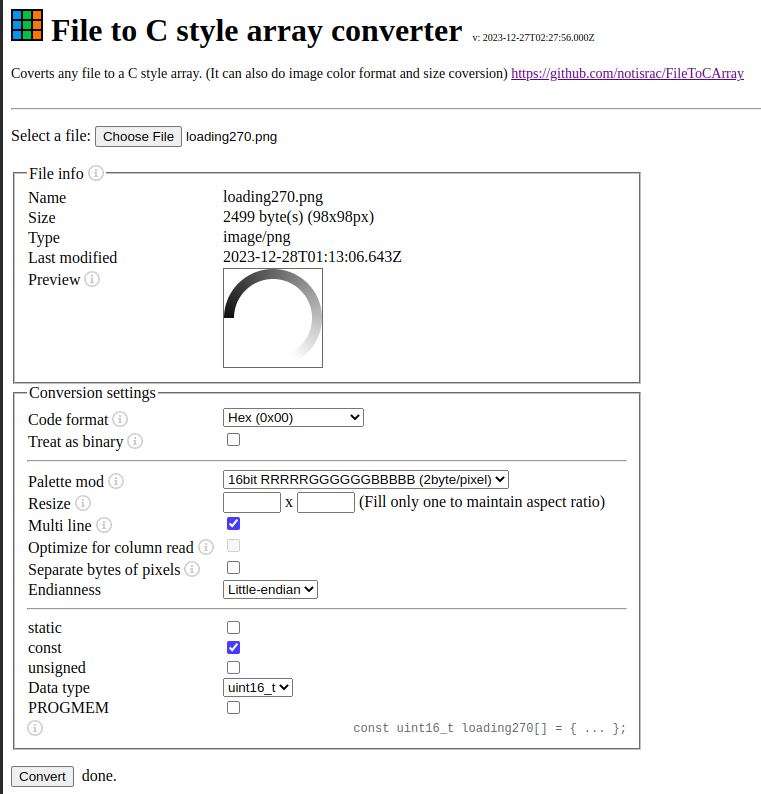 File to C style array converter v: 2023-12-27T02:27:56.000Z
Coverts any file to a C style array. (It can also do image color format and size coversion) https://github.com/notisrac/FileToCArray
Select a file: Choose File loading270.png
File info
Name loading270.png
Size 2499 byte(s) (98x98px)
Type image/png
Last modified 2023-12-28T01:13:06.643Z
Preview
Conversion settings
Code format Hex (0x00)
Treat as binary
Palette mod 16bit RRRRRGGGGGGBBBBB (2byte/pixel)
Resize x (Fill only one to maintain aspect ratio)
Multi line
Optimize for column read
Separate bytes of pixels
Endianness Little-endian
static
const
unsigned
Data type uint16_t
PROGMEM
const uint16_t loading270[] = { ... };
Convert done.